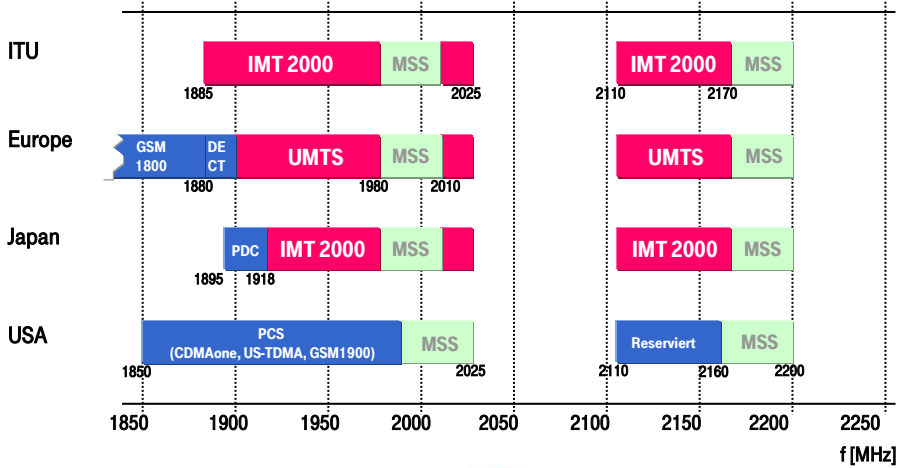 ITU
IMT 2000 MSS IMT 2000 MSS
1885 2025 2110 2170
Europe
GSM 1800
DE CT
UMTS MSS UMTS MSS
1880 1980 2010
Japan
PDC IMT 2000 MSS IMT 2000 MSS
1895 1918
USA
PCS
(CDMAone, US-TDMA, GSM1900)
MSS Reserviert MSS
1850 2025 2110 2160 2200
1850 1900 1950 2000 2050 2100 2150 2200 2250
f [MHz]